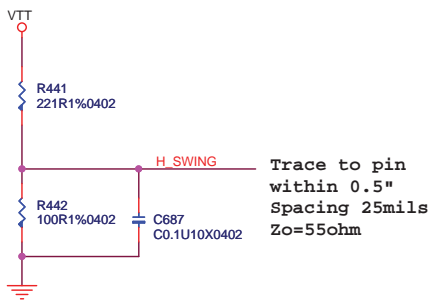 VTT
R441
221R1%0402
H_SWING
Trace to pin
within 0.5"
Spacing 25mils
Zo=55ohm
R442
100R1%0402
C687
C0.1U10X0402